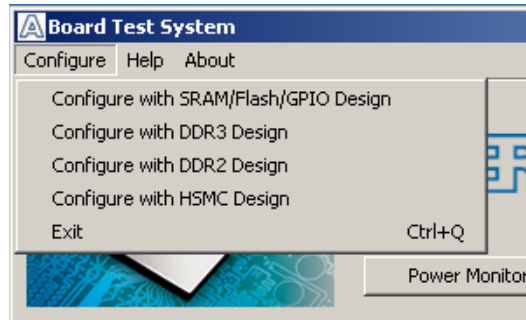 Board Test System
Configure Help About
Configure with SRAM/Flash/GPIO Design
Configure with DDR3 Design
Configure with DDR2 Design
Configure with HSMC Design
Exit Ctrl+Q
Power Monitor